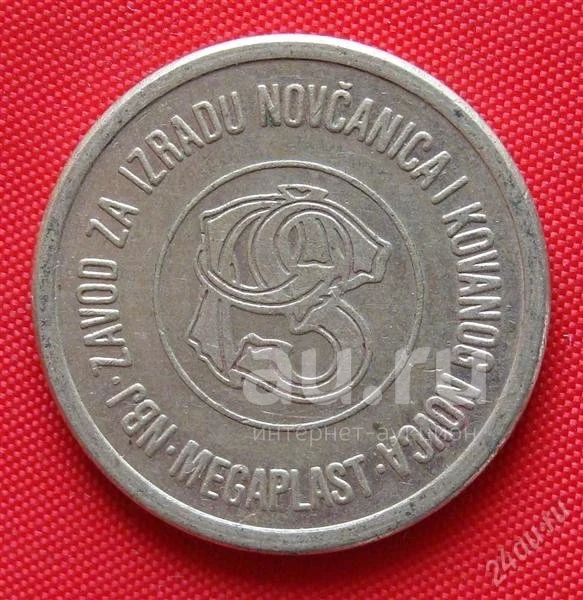 · ZAVOD ZA IZRADU NOVČANICA I KOVANOG NOVCA ·
NBJ · MEGAPLAST
au.ru
интернет-аукцион
24au.ru